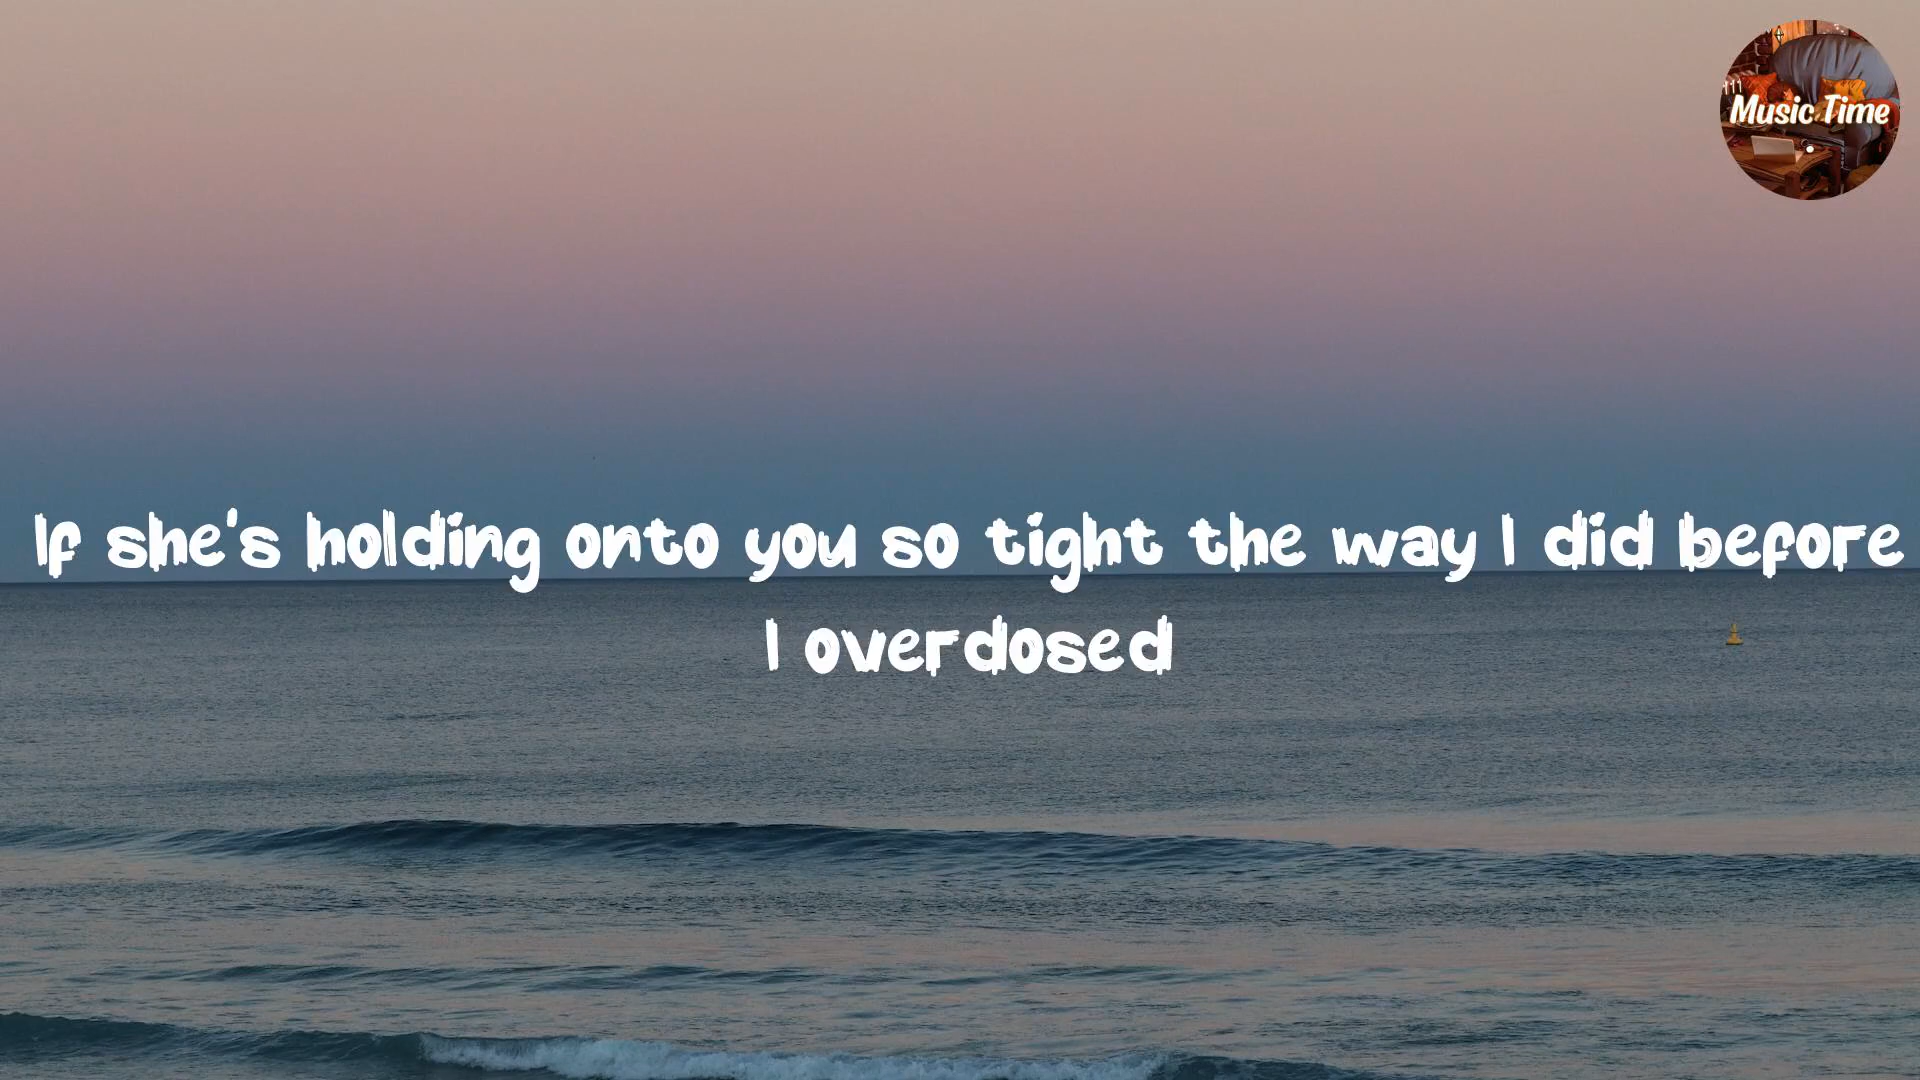 Music Time
If she's holding onto you so tight the way I did before
I overdosed